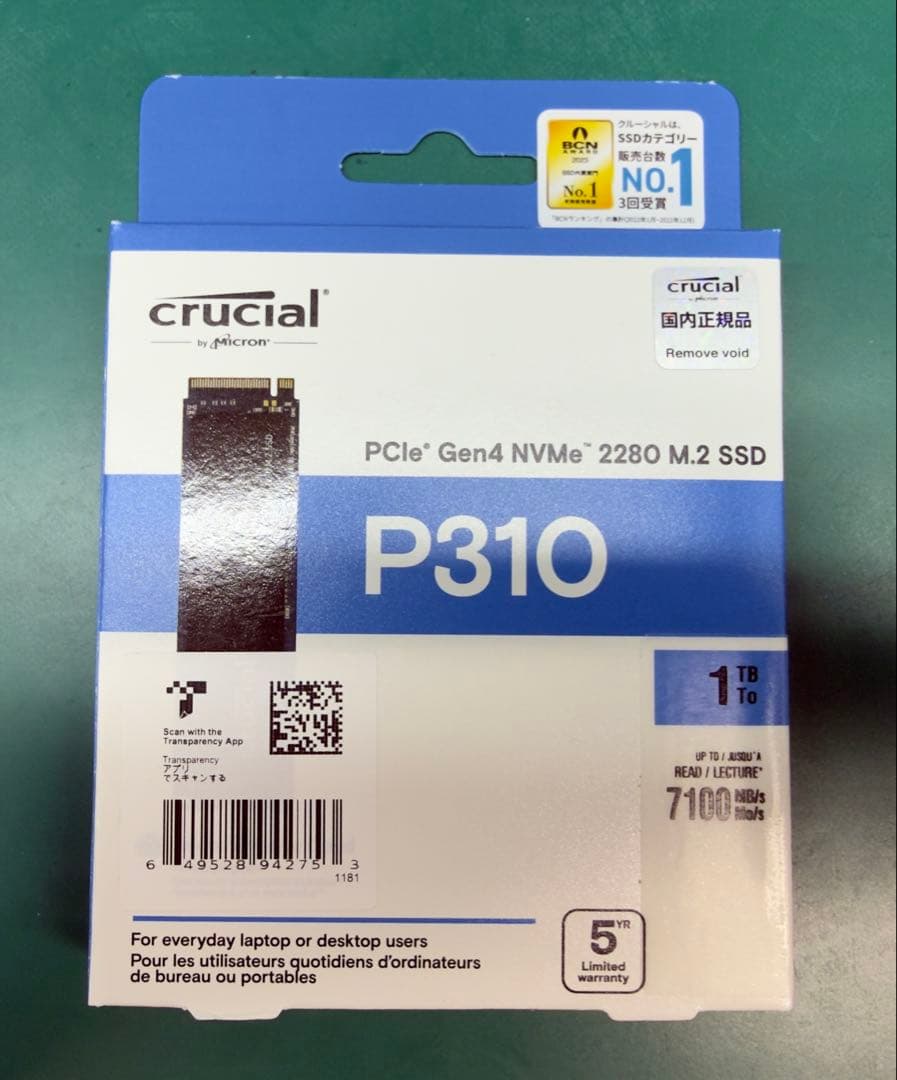 クルーシャルは、
SSDカテゴリー
販売台数
NO.1
3回受賞
BCN
AWARD
2025
No.1
crucial®
by Micron®
crucial
by Micron
国内正規品
Remove void
PCIe® Gen4 NVMe™ 2280 M.2 SSD
P310
1 TB
To
UP TO / JUSQU'À
READ / LECTURE*
7100 MB/s
Mo/s
Scan with the
Transparency App
Transparency
アプリ
でスキャンする
6 49528 94275 3
1181
For everyday laptop or desktop users
Pour les utilisateurs quotidiens d'ordinateurs
de bureau ou portables
5 YR
Limited
warranty